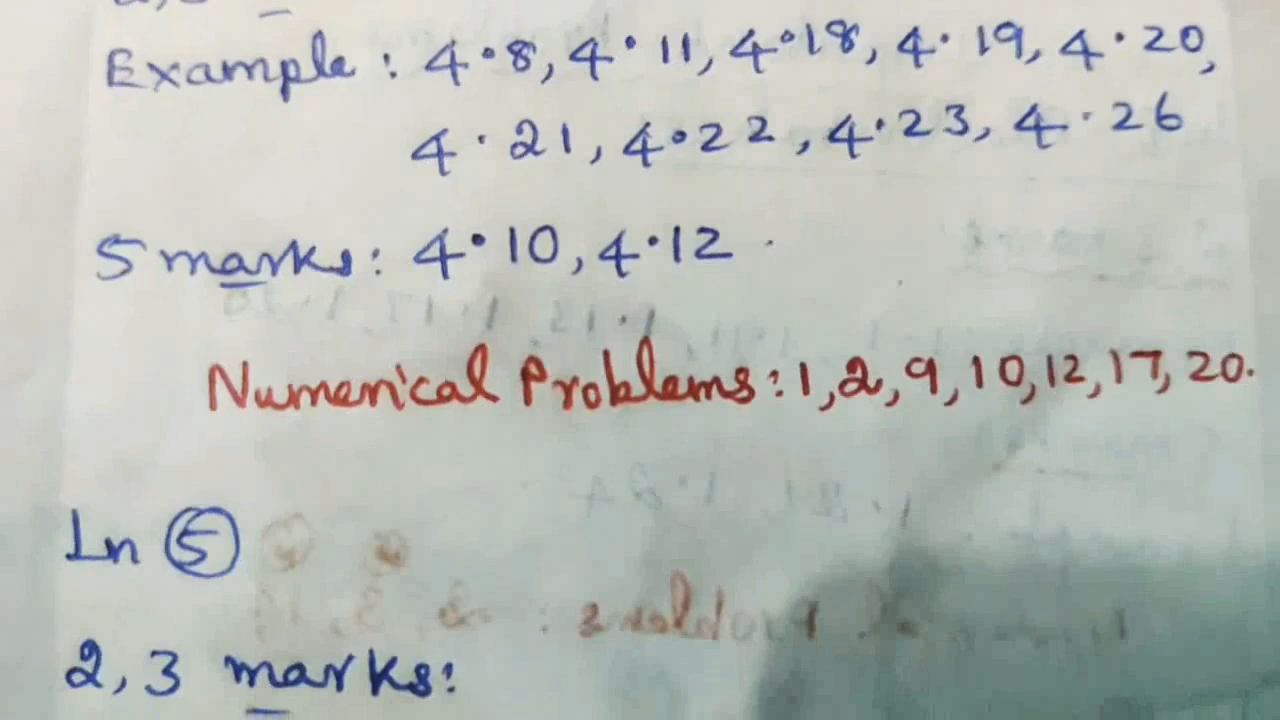 Example : 4.8, 4.11, 4.18, 4.19, 4.20,
4.21, 4.22, 4.23, 4.26
5 marks : 4.10, 4.12 .
Numerical Problems : 1, 2, 9, 10, 12, 17, 20.
Ln 5
2, 3 marks :